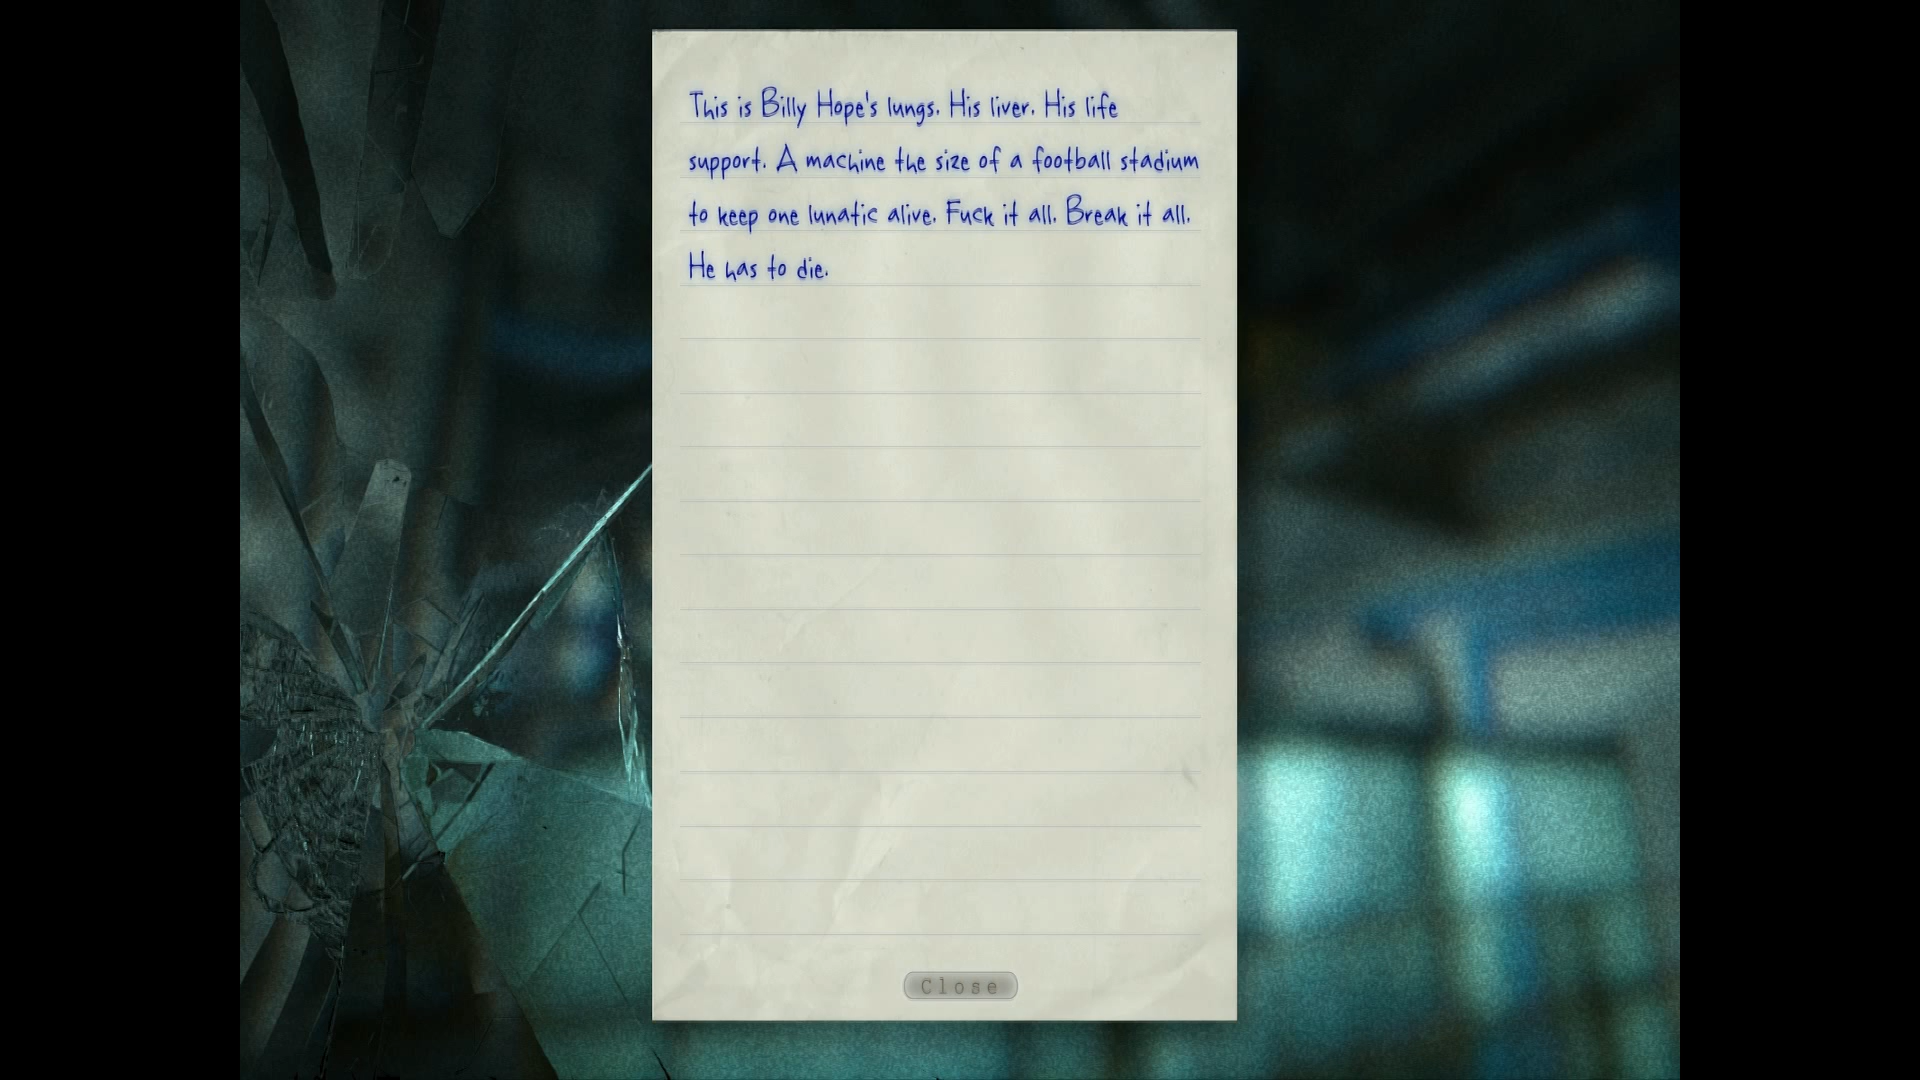 This is Billy Hope's lungs. His liver. His life
support. A machine the size of a football stadium
to keep one lunatic alive. Fuck it all. Break it all.
He has to die.
Close